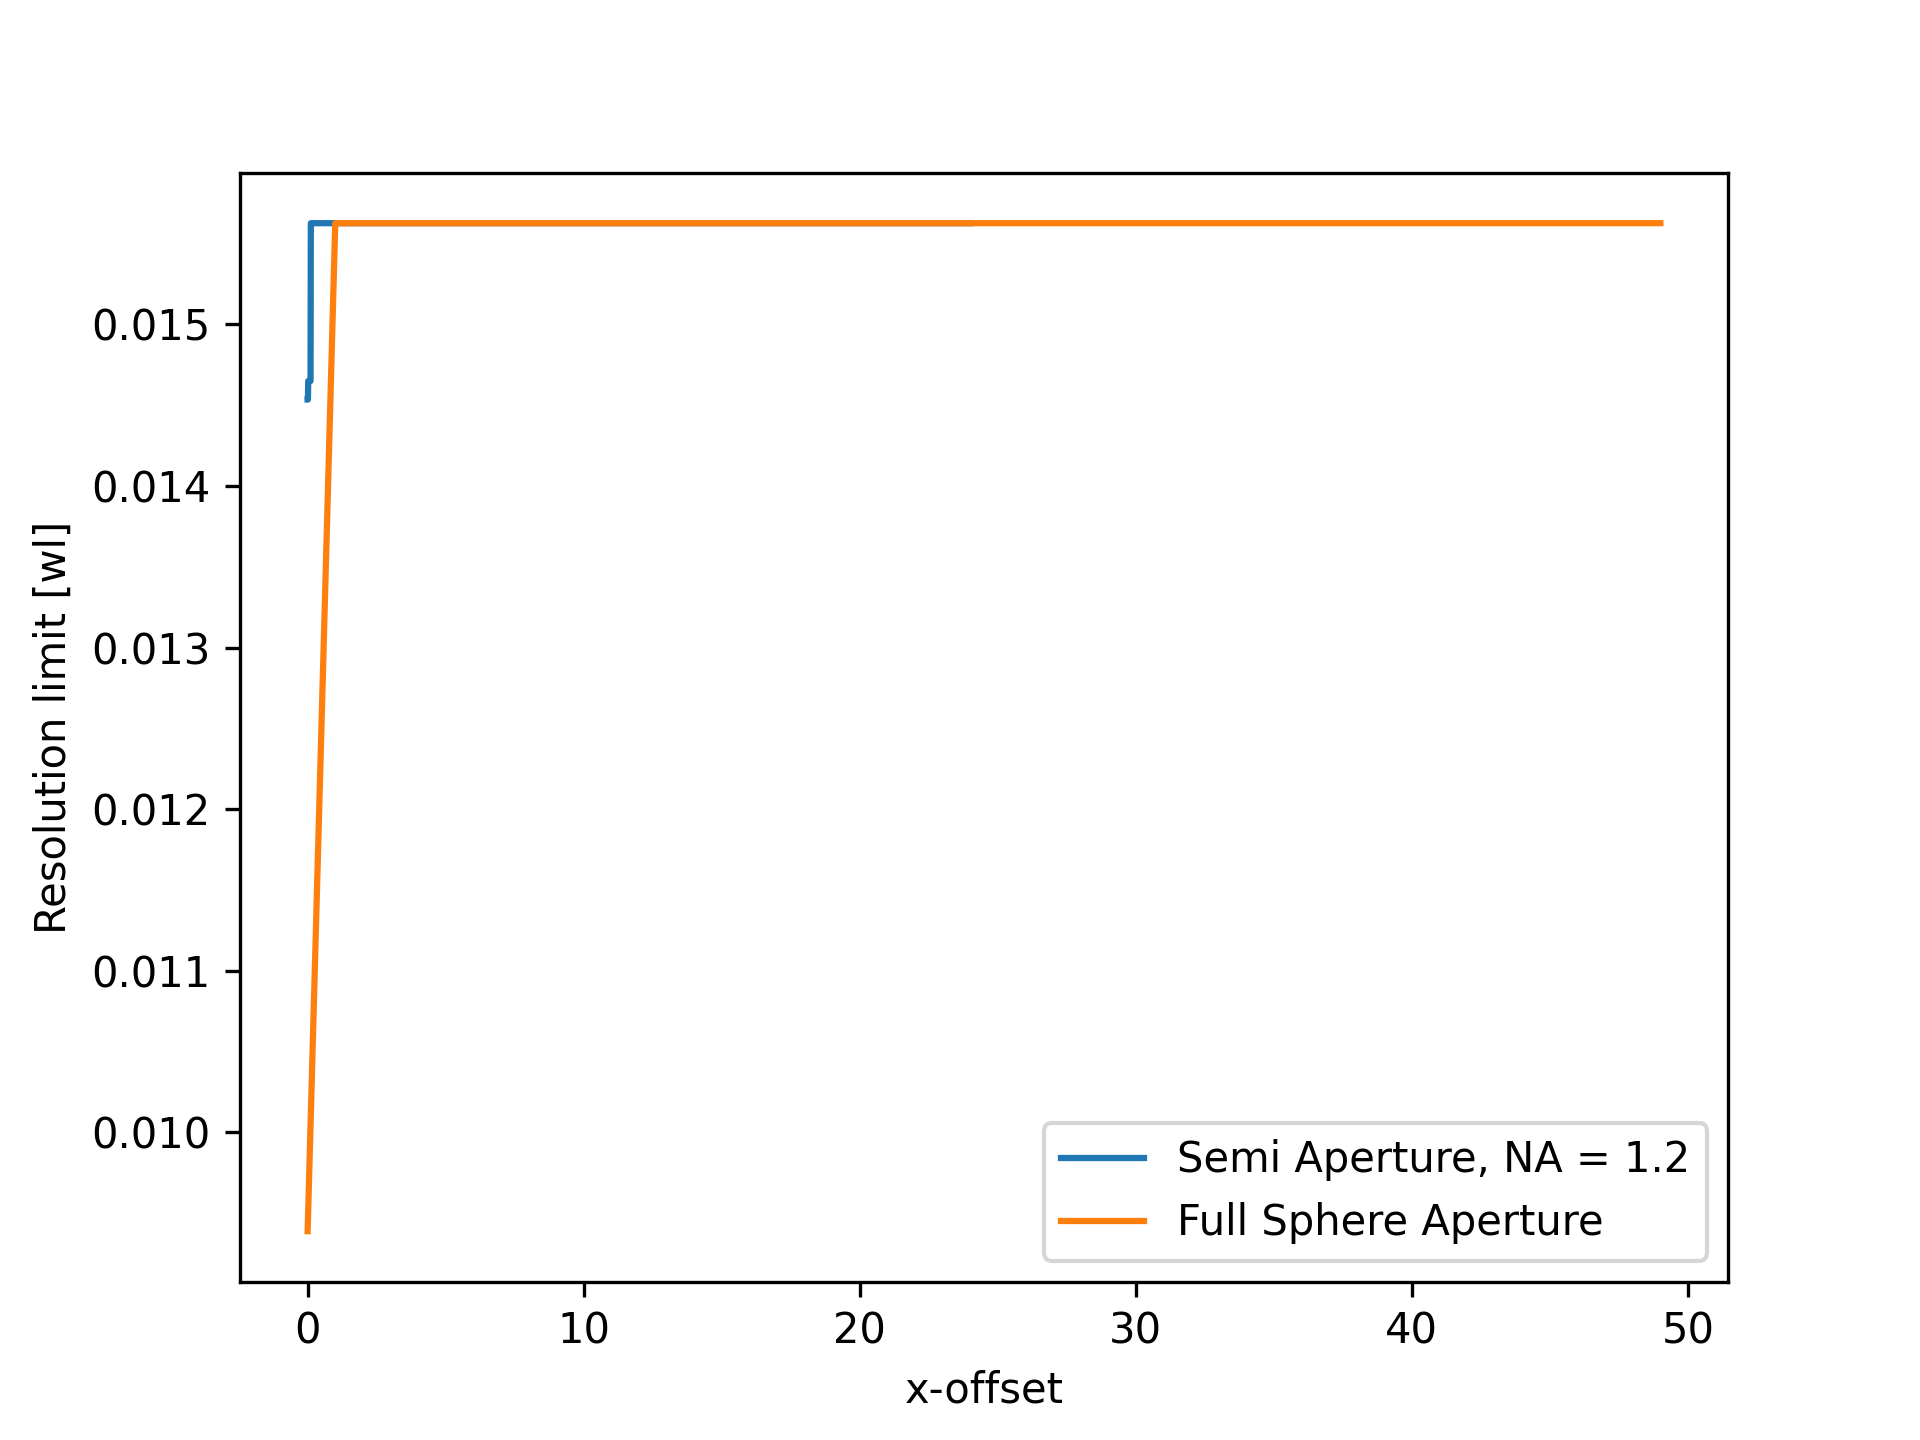 Resolution limit [wl]
0.015
0.014
0.013
0.012
0.011
0.010
Semi Aperture, NA = 1.2
Full Sphere Aperture
0 10 20 30 40 50
x-offset